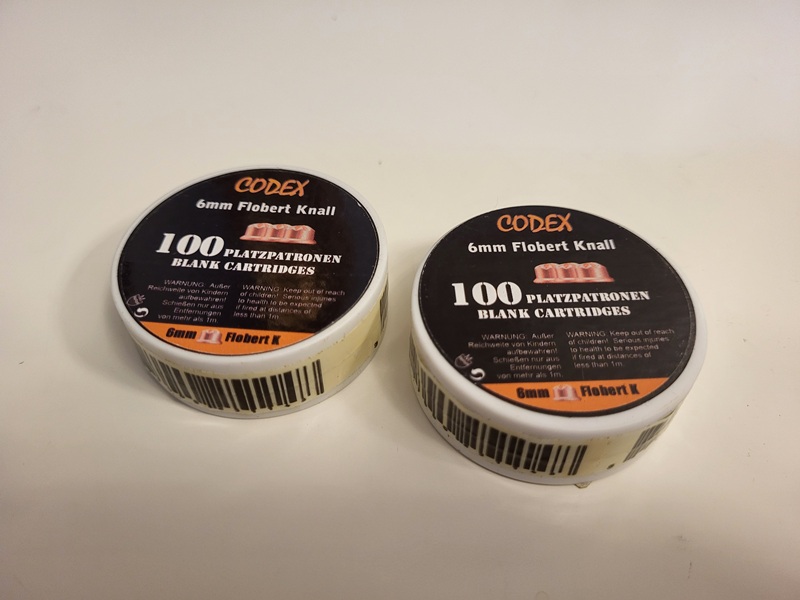 CODEX
6mm Flobert Knall
100 PLATZPATRONEN
BLANK CARTRIDGES
WARNUNG: Außer
Reichweite von Kindern
aufbewahren!
Schießen nur aus
Entfernungen
von mehr als 1m.
WARNING: Keep out of reach
of children! Serious injuries
to health to be expected
if fired at distances of
less than 1m.
6mm Flobert K
CODEX
6mm Flobert Knall
100 PLATZPATRONEN
BLANK CARTRIDGES
WARNUNG: Außer
Reichweite von Kindern
aufbewahren!
Schießen nur aus
Entfernungen
von mehr als 1m.
WARNING: Keep out of reach
of children! Serious injuries
to health to be expected
if fired at distances of
less than 1m.
6mm Flobert K